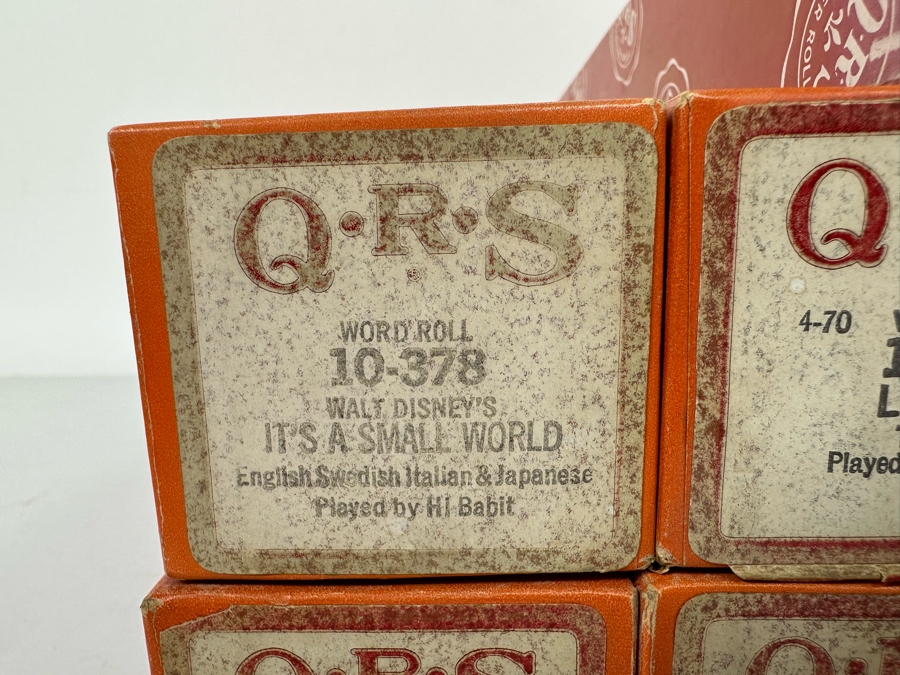 Q·R·S
WORD ROLL
10-378
WALT DISNEY'S
IT'S A SMALL WORLD
English Swedish Italian & Japanese
Played by Hi Babit
Q
4-70
L
Played
Q·R·S
Q·R